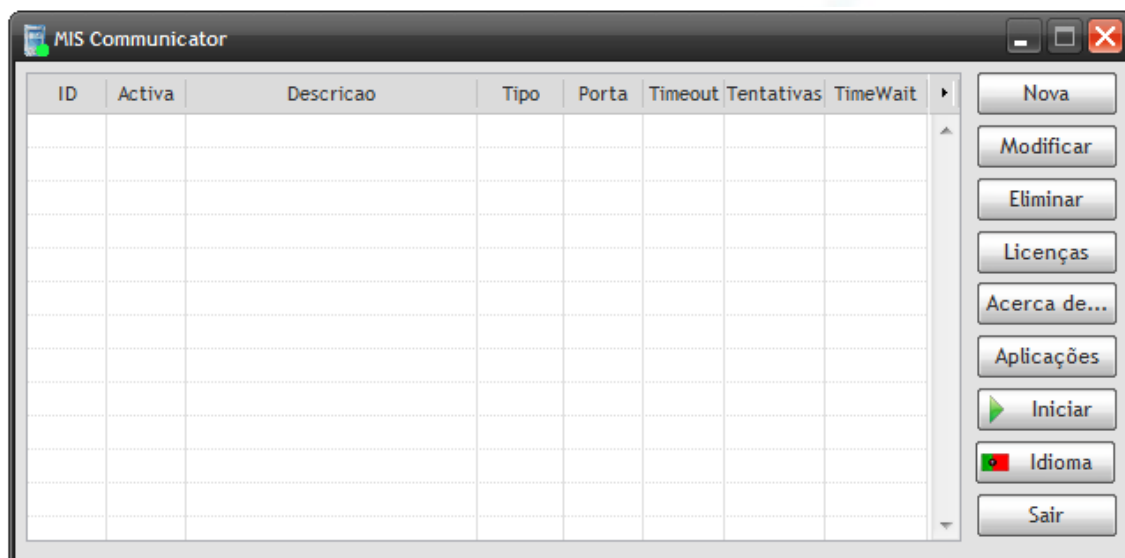 MIS Communicator
ID Activa Descricao Tipo Porta Timeout Tentativas TimeWait
Nova
Modificar
Eliminar
Licenças
Acerca de...
Aplicações
Iniciar
Idioma
Sair